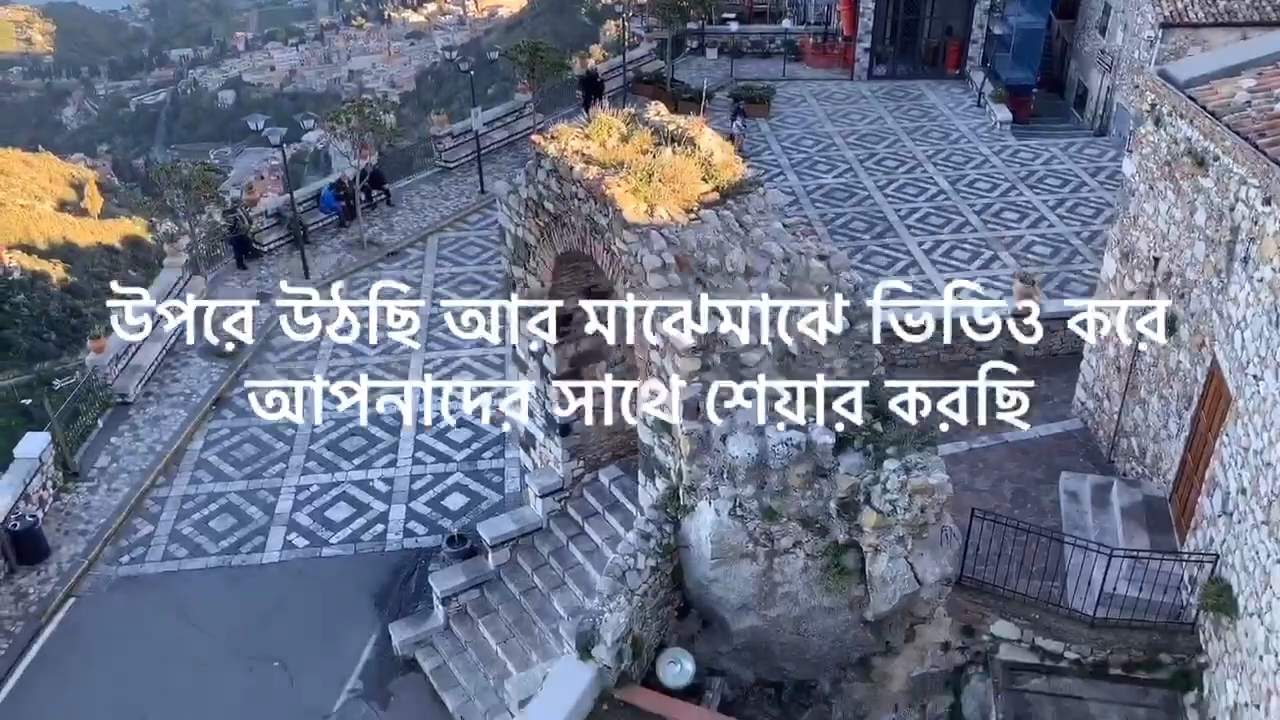 উপরে উঠছি আর মাঝেমাঝে ভিডিও করে
আপনাদের সাথে শেয়ার করছি